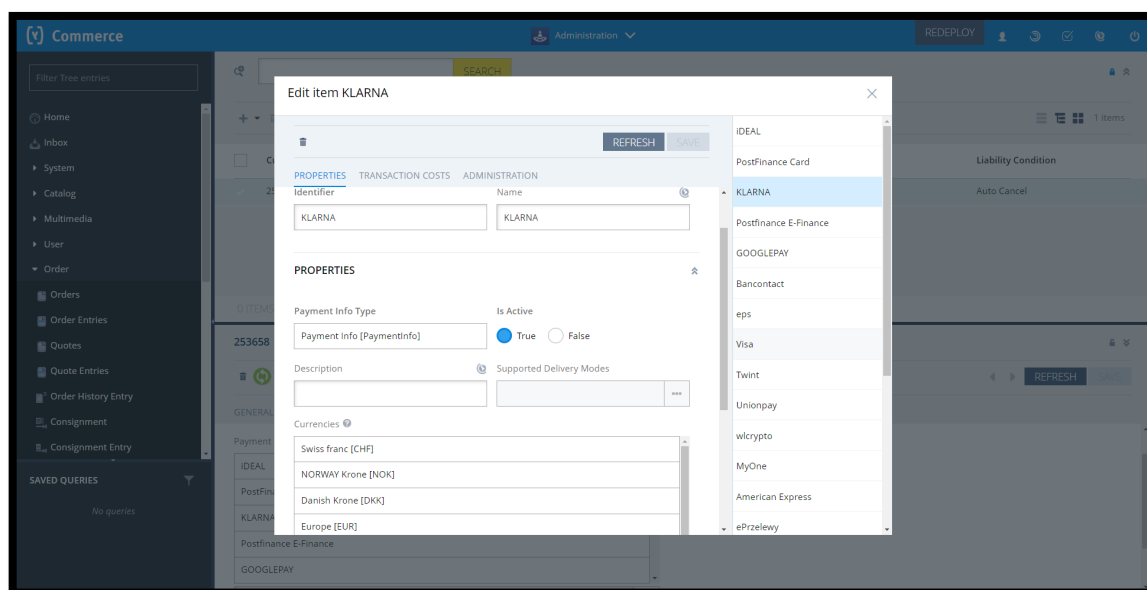 (y) Commerce
Administration
REDEPLOY
Filter Tree entries
Home
Inbox
System
Catalog
Multimedia
User
Order
Orders
Order Entries
Quotes
Quote Entries
Order History Entry
Consignment
Consignment Entry
SAVED QUERIES
No queries
SEARCH
1 items
Liability Condition
Auto Cancel
Edit item KLARNA
REFRESH SAVE
PROPERTIES TRANSACTION COSTS ADMINISTRATION
Identifier Name
KLARNA KLARNA
PROPERTIES
Payment Info Type Is Active
Payment Info [PaymentInfo] True False
Description Supported Delivery Modes
Currencies
Swiss franc [CHF]
NORWAY Krone [NOK]
Danish Krone [DKK]
Europe [EUR]
iDEAL
PostFinance Card
KLARNA
Postfinance E-Finance
GOOGLEPAY
Bancontact
eps
Visa
Twint
Unionpay
wlcrypto
MyOne
American Express
ePrzelewy
253658
REFRESH
GENERAL
Payment
iDEAL
KLARNA
Postfinance E-Finance
GOOGLEPAY